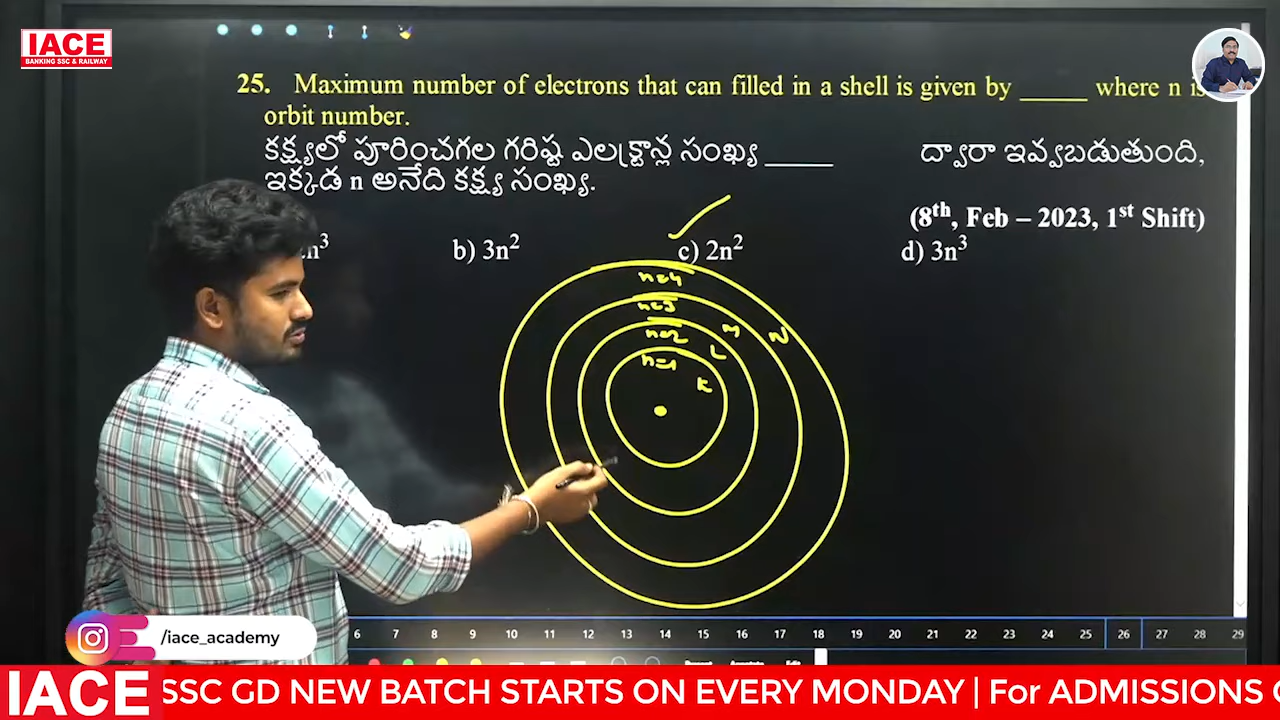 IACE
BANKING SSC & RAILWAY
25. Maximum number of electrons that can filled in a shell is given by _____ where n is
orbit number.
కక్ష్యలో పూరించగల గరిష్ట ఎలక్ట్రాన్ల సంఖ్య _____ ద్వారా ఇవ్వబడుతుంది,
ఇక్కడ n అనేది కక్ష్య సంఖ్య.
(8th, Feb – 2023, 1st Shift)
b) 3n² c) 2n² d) 3n³
n=4
n=3
n=2
n=1
K L M N
/iace_academy
6 7 8 9 10 11 12 13 14 15 16 17 18 19 20 21 22 23 24 25 26 27 28 29
IACE SSC GD NEW BATCH STARTS ON EVERY MONDAY | For ADMISSIONS